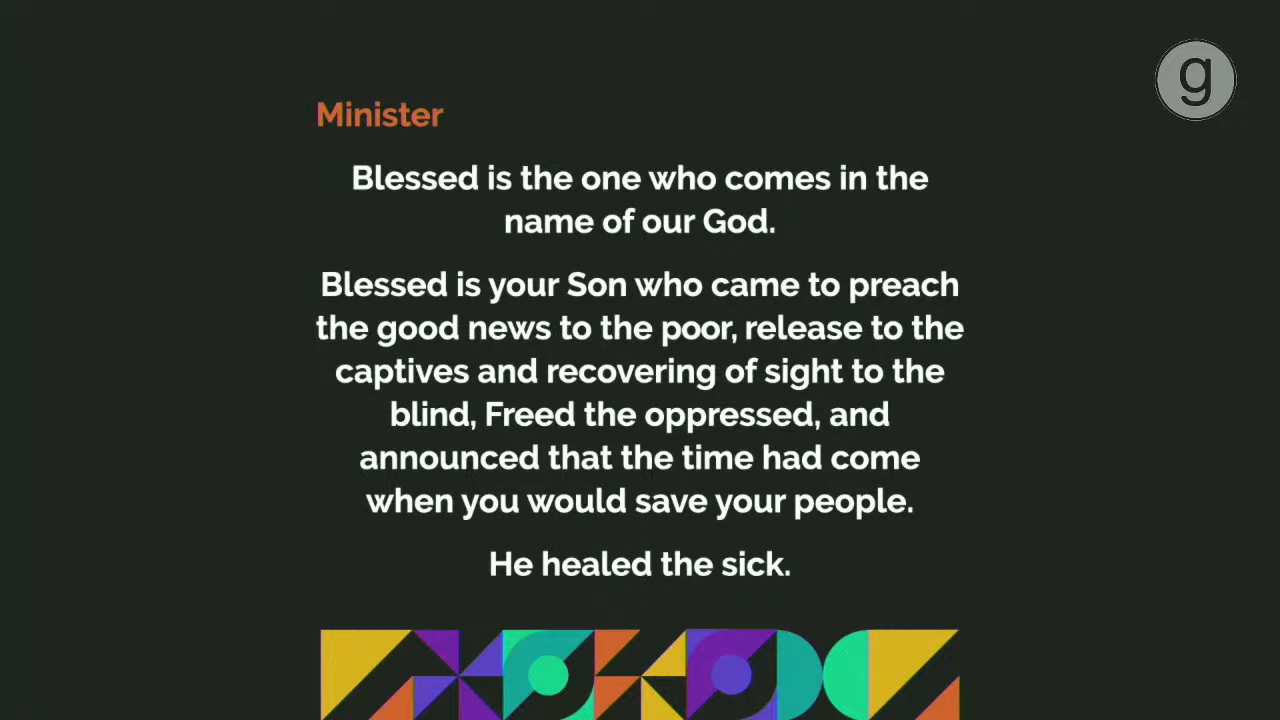 g
Minister
Blessed is the one who comes in the
name of our God.
Blessed is your Son who came to preach
the good news to the poor, release to the
captives and recovering of sight to the
blind, Freed the oppressed, and
announced that the time had come
when you would save your people.
He healed the sick.